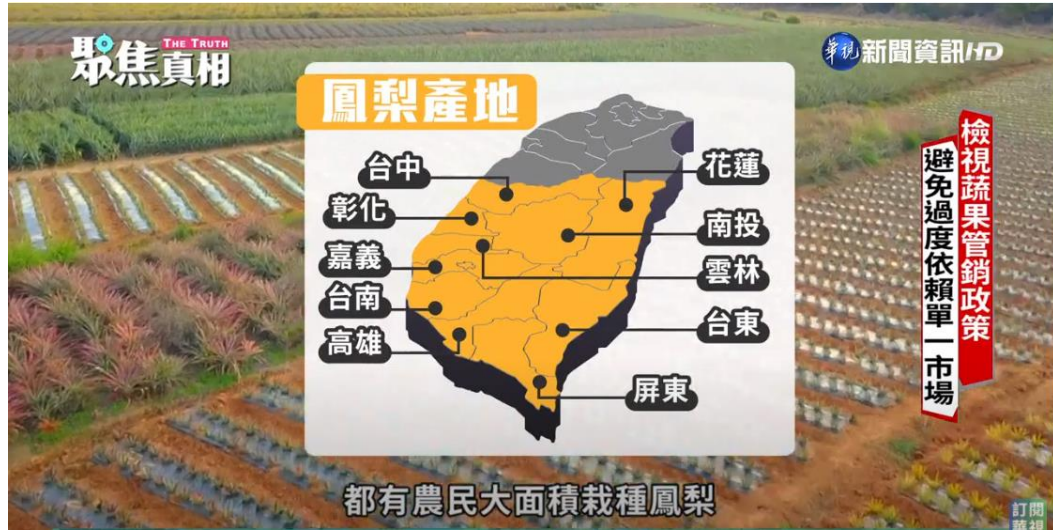 聚焦真相
THE TRUTH
華視新聞資訊HD
鳳梨產地
台中
彰化
嘉義
台南
高雄
花蓮
南投
雲林
台東
屏東
檢視蔬果管銷政策
避免過度依賴單一市場
都有農民大面積栽種鳳梨
訂閱
華視